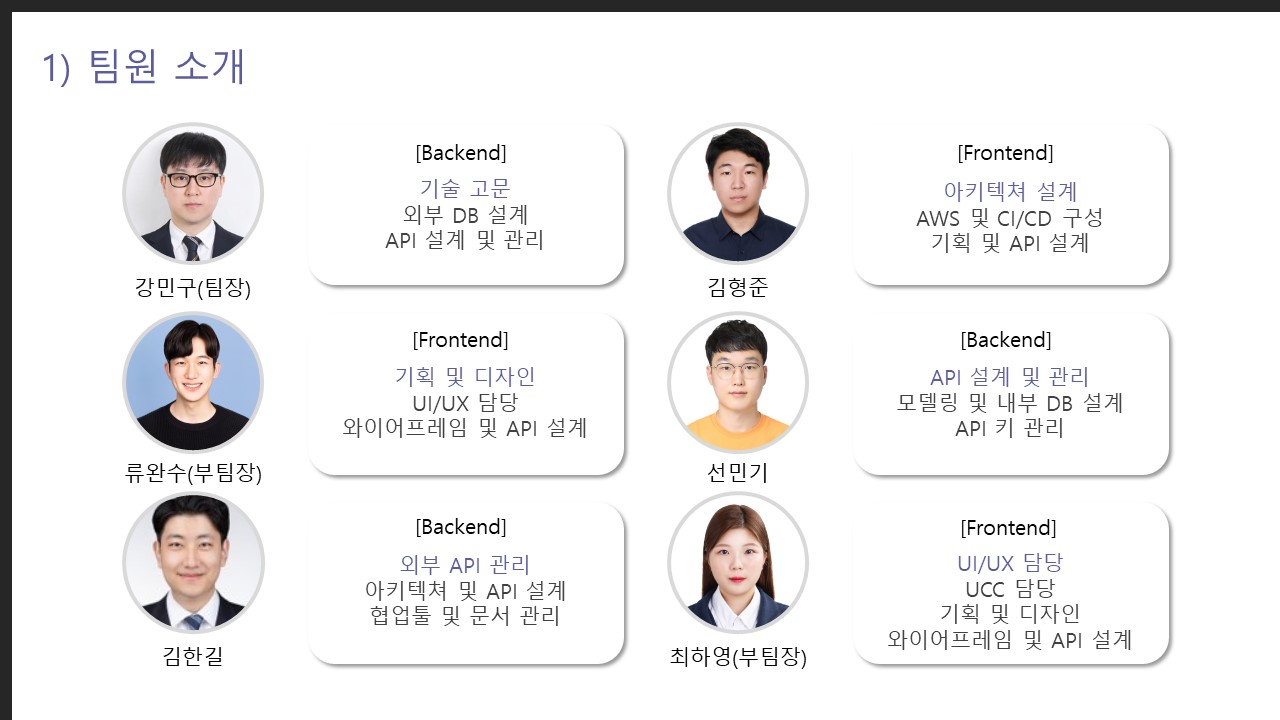 1) 팀원 소개
강민구(팀장)
[Backend]
기술 고문
외부 DB 설계
API 설계 및 관리
김형준
[Frontend]
아키텍쳐 설계
AWS 및 CI/CD 구성
기획 및 API 설계
류완수(부팀장)
[Frontend]
기획 및 디자인
UI/UX 담당
와이어프레임 및 API 설계
선민기
[Backend]
API 설계 및 관리
모델링 및 내부 DB 설계
API 키 관리
김한길
[Backend]
외부 API 관리
아키텍쳐 및 API 설계
협업툴 및 문서 관리
최하영(부팀장)
[Frontend]
UI/UX 담당
UCC 담당
기획 및 디자인
와이어프레임 및 API 설계